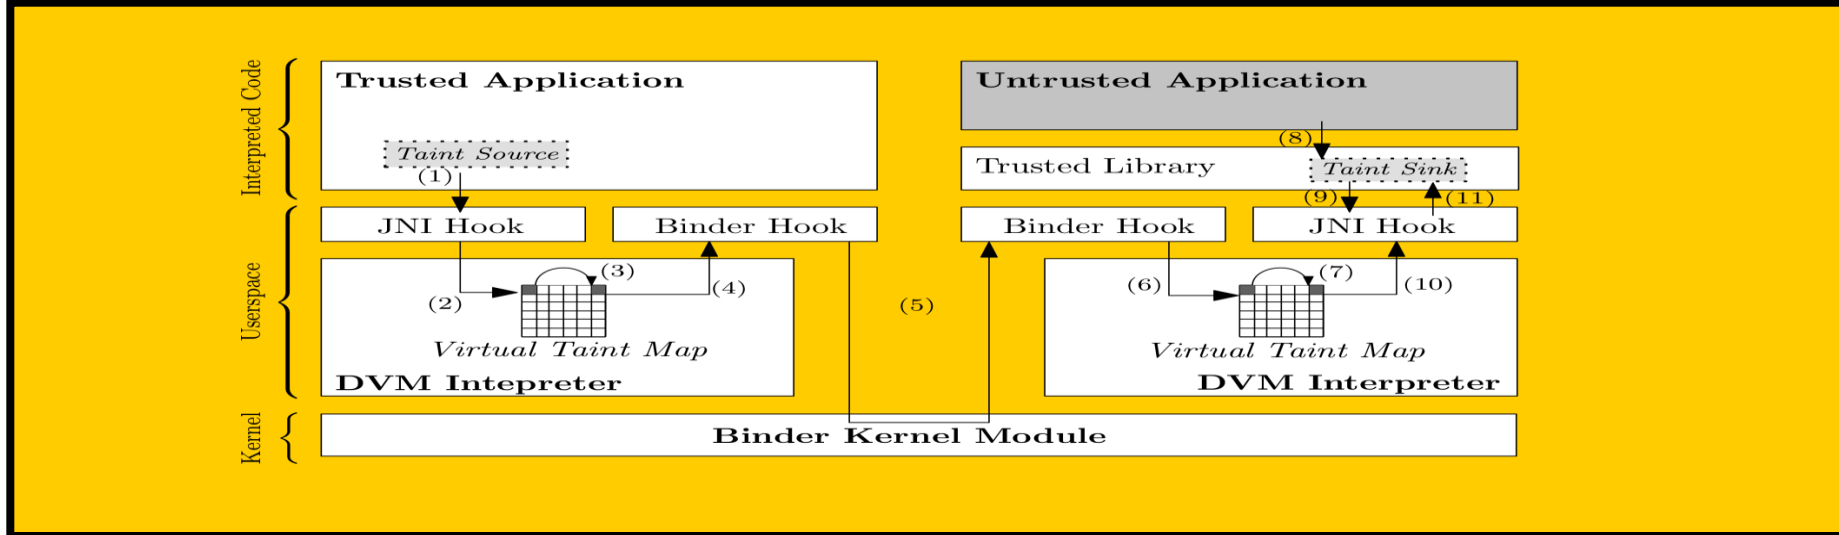 Interpreted Code
Trusted Application
Taint Source
(1)
Untrusted Application
(8)
Trusted Library
Taint Sink
(9)
(11)
Userspace
JNI Hook
Binder Hook
(2)
(3)
(4)
Virtual Taint Map
DVM Intepreter
(5)
Binder Hook
JNI Hook
(6)
(7)
(10)
Virtual Taint Map
DVM Interpreter
Kernel
Binder Kernel Module